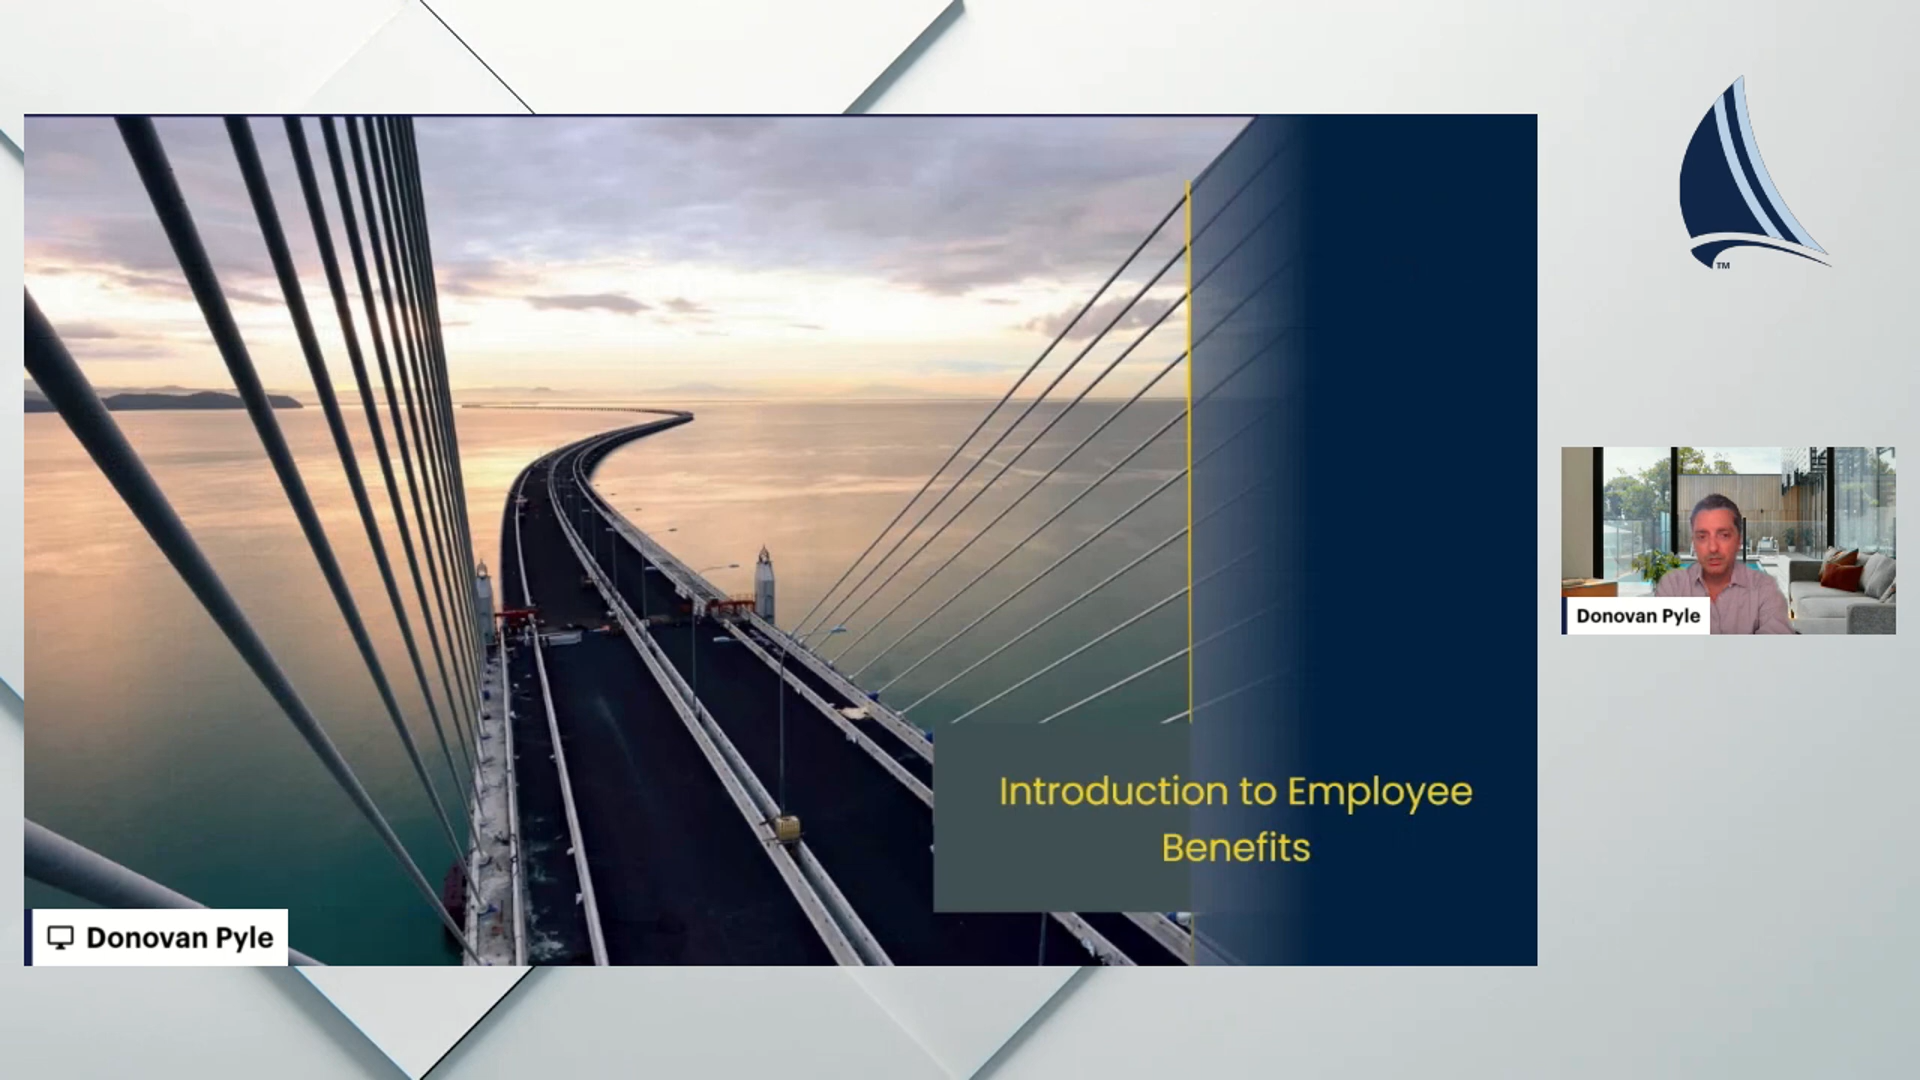 TM
Introduction to Employee
Benefits
Donovan Pyle
Donovan Pyle